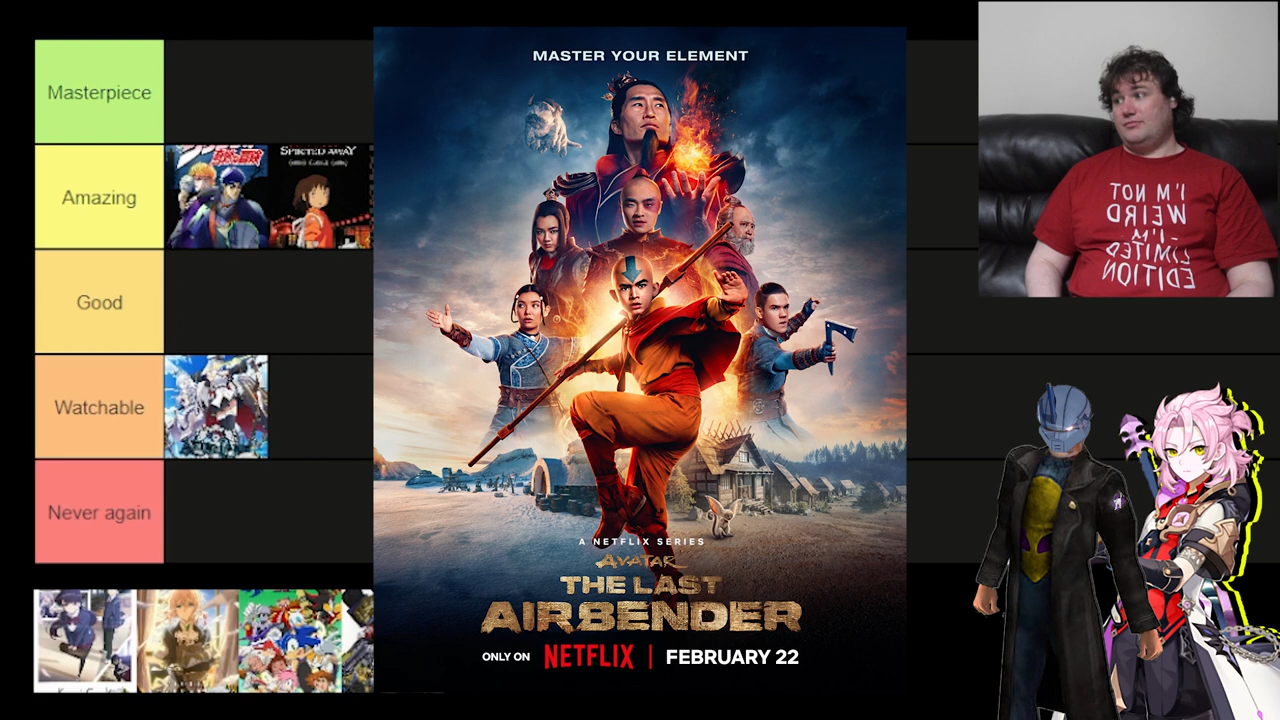 Masterpiece
Amazing
Good
Watchable
Never again
SPIRITED AWAY
MASTER YOUR ELEMENT
A NETFLIX SERIES
AVATAR
THE LAST
AIRBENDER
ONLY ON NETFLIX | FEBRUARY 22
I'M NOT
WEIRD
I'M -
LIMITED
EDITION